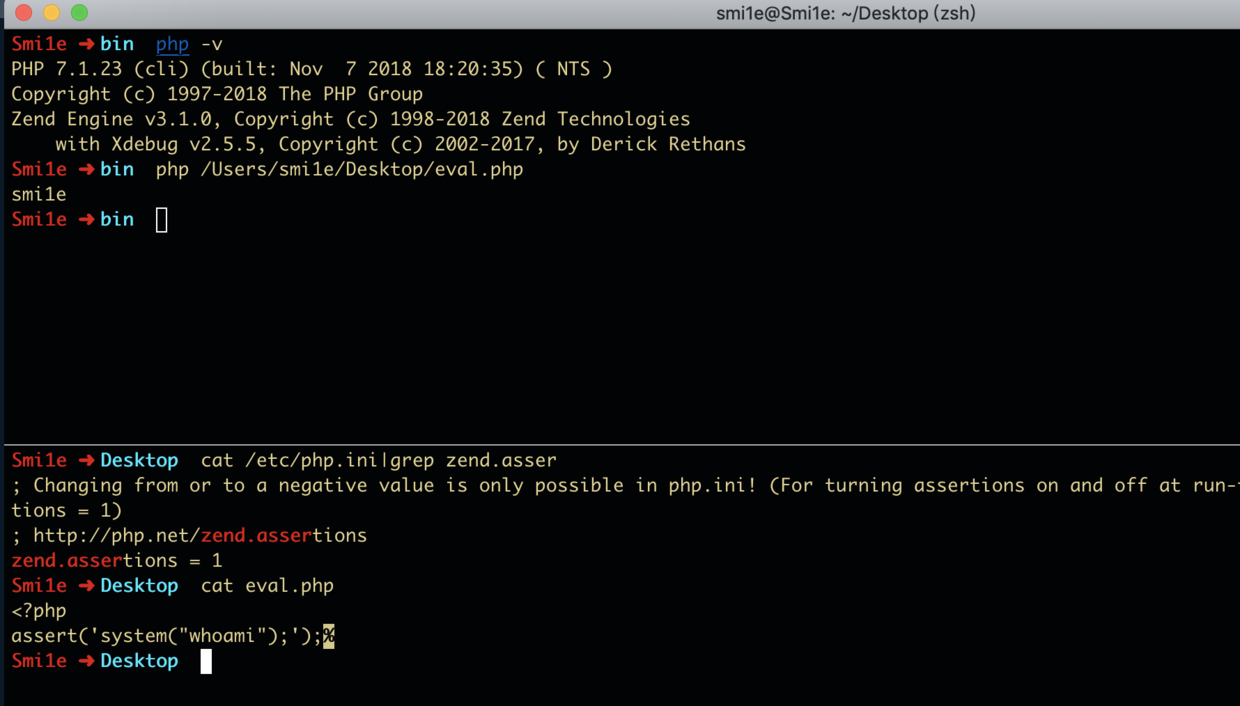 smi1e@Smi1e: ~/Desktop (zsh)
Smi1e ➜ bin  php -v
PHP 7.1.23 (cli) (built: Nov  7 2018 18:20:35) ( NTS )
Copyright (c) 1997-2018 The PHP Group
Zend Engine v3.1.0, Copyright (c) 1998-2018 Zend Technologies
    with Xdebug v2.5.5, Copyright (c) 2002-2017, by Derick Rethans
Smi1e ➜ bin  php /Users/smi1e/Desktop/eval.php
smi1e
Smi1e ➜ bin
Smi1e ➜ Desktop  cat /etc/php.ini|grep zend.asser
; Changing from or to a negative value is only possible in php.ini! (For turning assertions on and off at run-
tions = 1)
; http://php.net/zend.assertions
zend.assertions = 1
Smi1e ➜ Desktop  cat eval.php
<?php
assert('system("whoami");');%
Smi1e ➜ Desktop